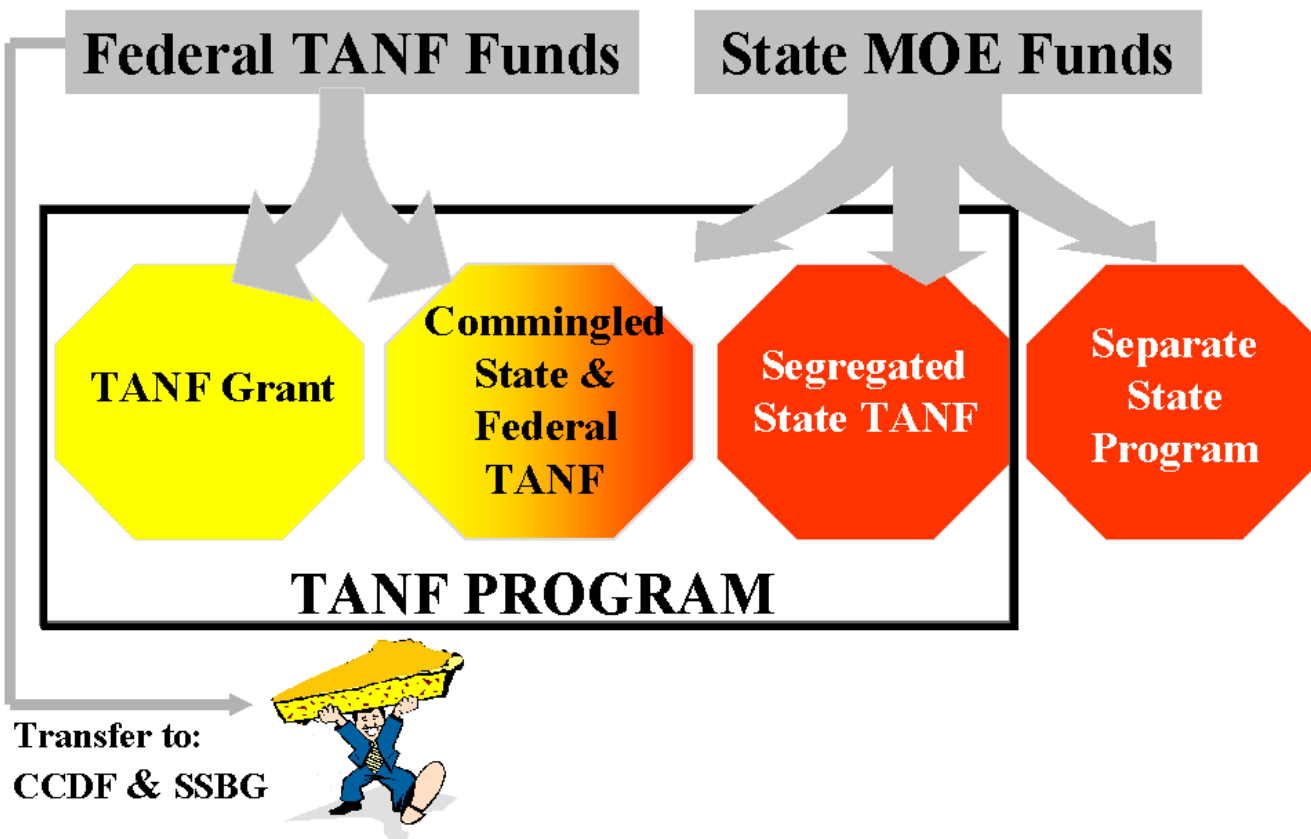 Federal TANF Funds
State MOE Funds
TANF Grant
Commingled
State &
Federal
TANF
Segregated
State TANF
Separate
State
Program
TANF PROGRAM
Transfer to:
CCDF & SSBG